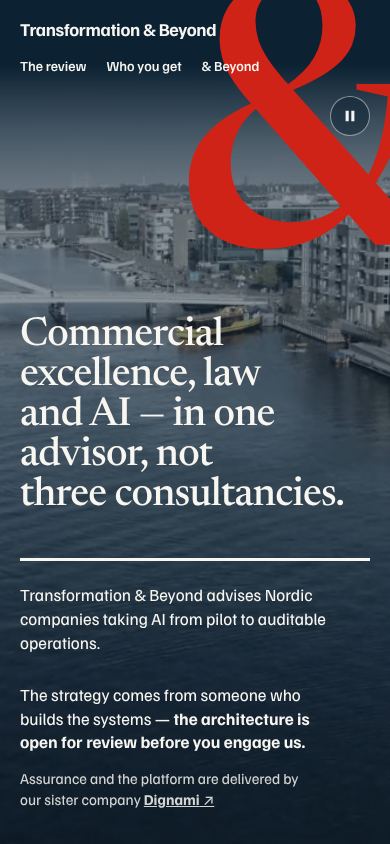 Transformation & Beyond
The review Who you get & Beyond
&
Commercial
excellence, law
and AI — in one
advisor, not
three consultancies.
Transformation & Beyond advises Nordic
companies taking AI from pilot to auditable
operations.
The strategy comes from someone who
builds the systems — the architecture is
open for review before you engage us.
Assurance and the platform are delivered by
our sister company Dignami ↗